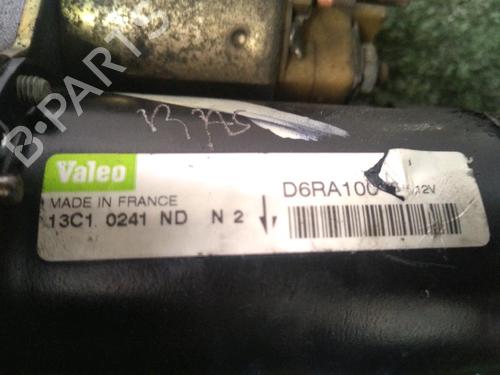 B-PARTS
Valeo
MADE IN FRANCE
13C1 0241 ND N 2
D6RA100 12V